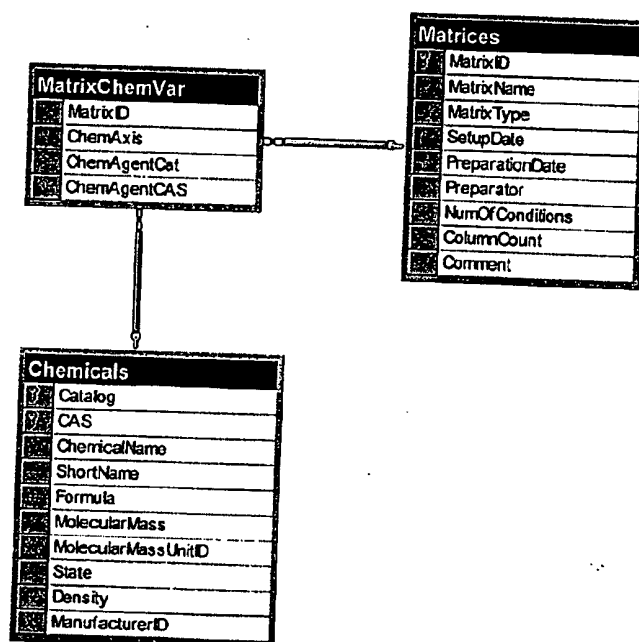 MatrixChemVar
MatrixID
ChemAxis
ChemAgentCat
ChemAgentCAS
Matrices
MatrixID
MatrixName
MatrixType
SetupDate
PreparationDate
Preparator
NumOfConditions
ColumnCount
Comment
Chemicals
Catalog
CAS
ChemicalName
ShortName
Formula
MolecularMass
MolecularMassUnitID
State
Density
ManufacturerID